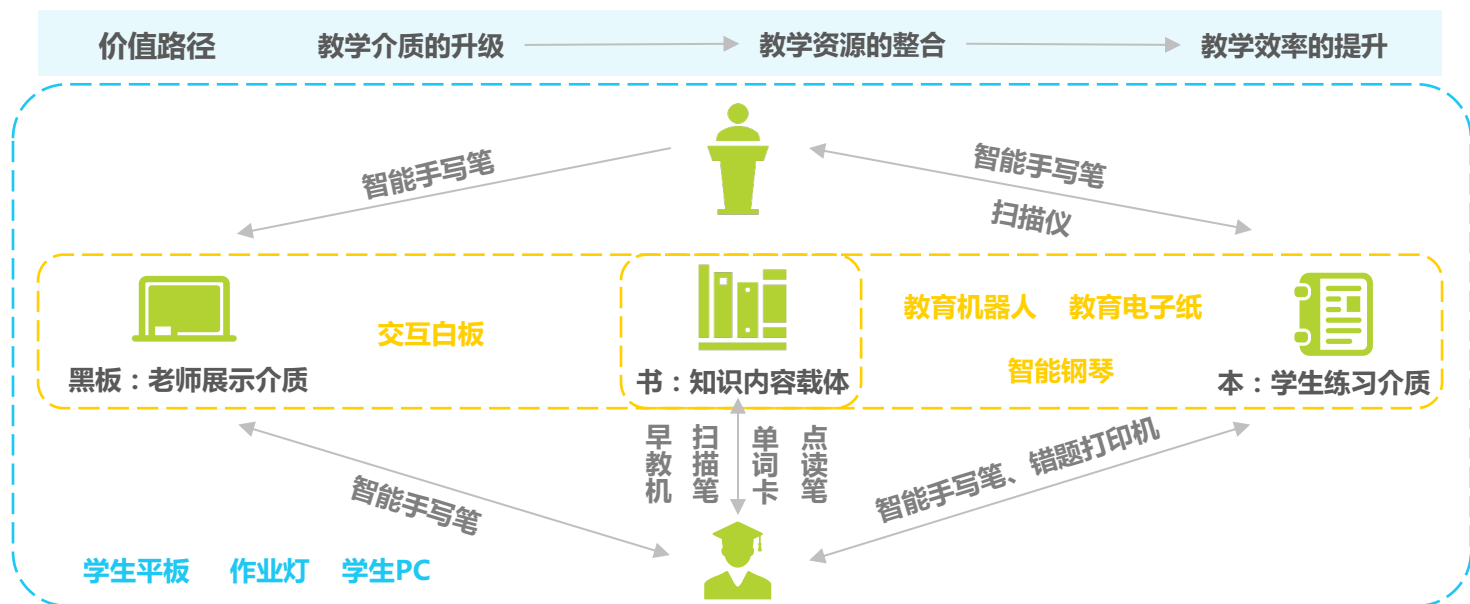 价值路径 教学介质的升级 教学资源的整合 教学效率的提升
智能手写笔
智能手写笔
扫描仪
交互白板
教育机器人 教育电子纸
智能钢琴
黑板：老师展示介质
书：知识内容载体
本：学生练习介质
早教机
扫描笔
单词卡
点读笔
智能手写笔
智能手写笔、错题打印机
学生平板 作业灯 学生PC